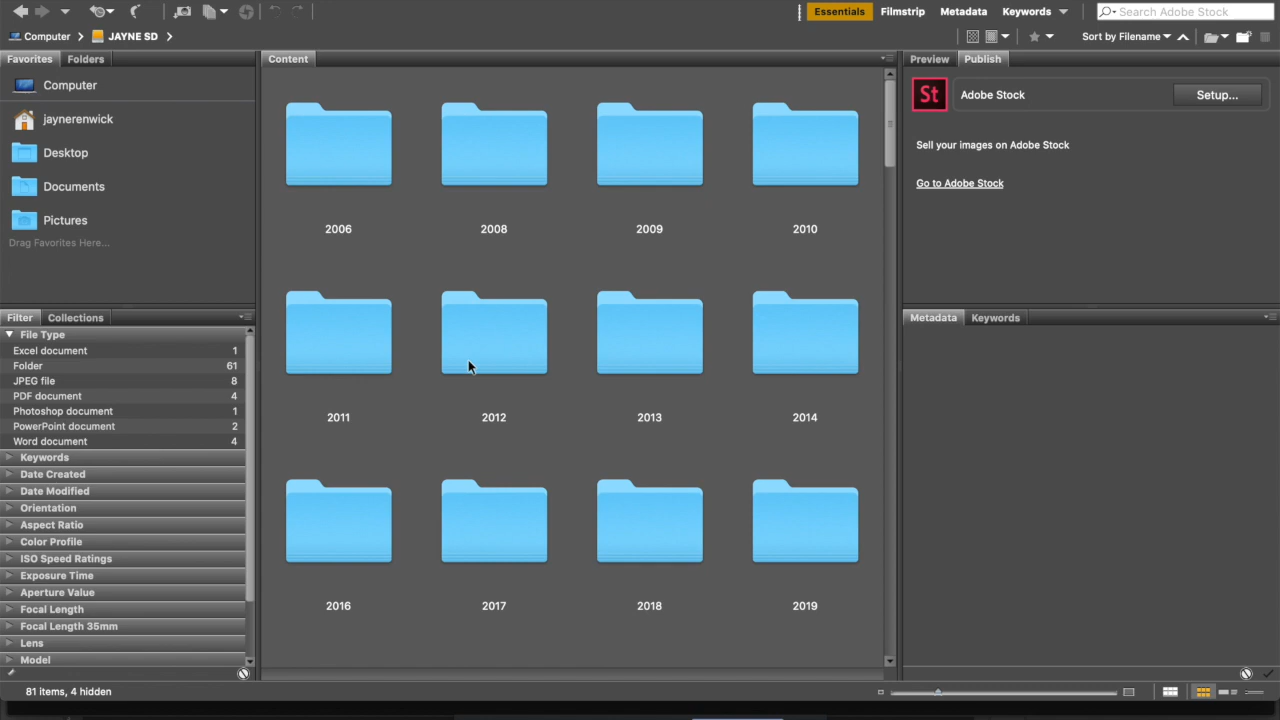 Essentials Filmstrip Metadata Keywords Search Adobe Stock
Computer JAYNE SD Sort by Filename
Favorites Folders
Computer
jaynerenwick
Desktop
Documents
Pictures
Drag Favorites Here...
Filter Collections
File Type
Excel document 1
Folder 61
JPEG file 8
PDF document 4
Photoshop document 1
PowerPoint document 2
Word document 4
Keywords
Date Created
Date Modified
Orientation
Aspect Ratio
Color Profile
ISO Speed Ratings
Exposure Time
Aperture Value
Focal Length
Focal Length 35mm
Lens
Model
81 items, 4 hidden
Content
2006 2008 2009 2010
2011 2012 2013 2014
2016 2017 2018 2019
Preview Publish
St Adobe Stock Setup...
Sell your images on Adobe Stock
Go to Adobe Stock
Metadata Keywords